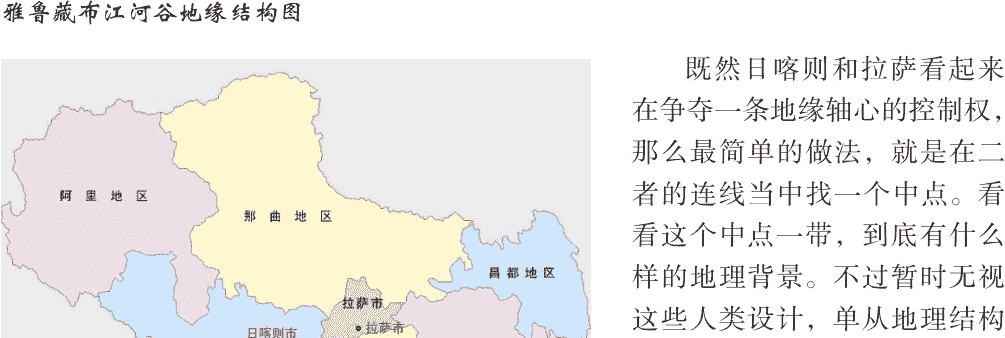 雅鲁藏布江河谷地缘结构图
阿里地区
那曲地区
昌都地区
拉萨市
拉萨市
日喀则市
既然日喀则和拉萨看起来
在争夺一条地缘轴心的控制权，
那么最简单的做法，就是在二
者的连线当中找一个中点。看
看这个中点一带，到底有什么
样的地理背景。不过暂时无视
这些人类设计，单从地理结构